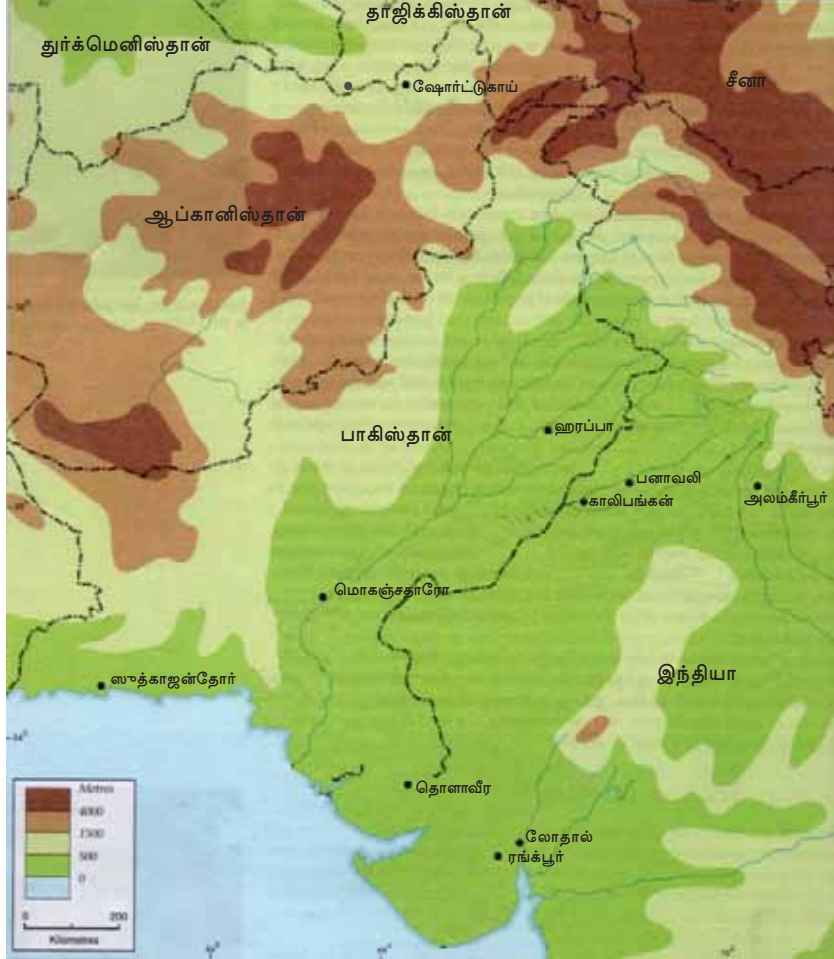 தாஜிக்கிஸ்தான்
துர்க்மெனிஸ்தான்
ஷோர்ட்டுகாய்
சீனா
ஆப்கானிஸ்தான்
பாகிஸ்தான்
ஹரப்பா
பனாவலி
காலிபங்கன்
அலம்கீர்பூர்
மொகஞ்சதாரோ
இந்தியா
ஸுத்காஜன்தோர்
தொளாவீர
லோதால்
ரங்க்பூர்
Metres
4000
1500
500
0
0 200
Kilometres